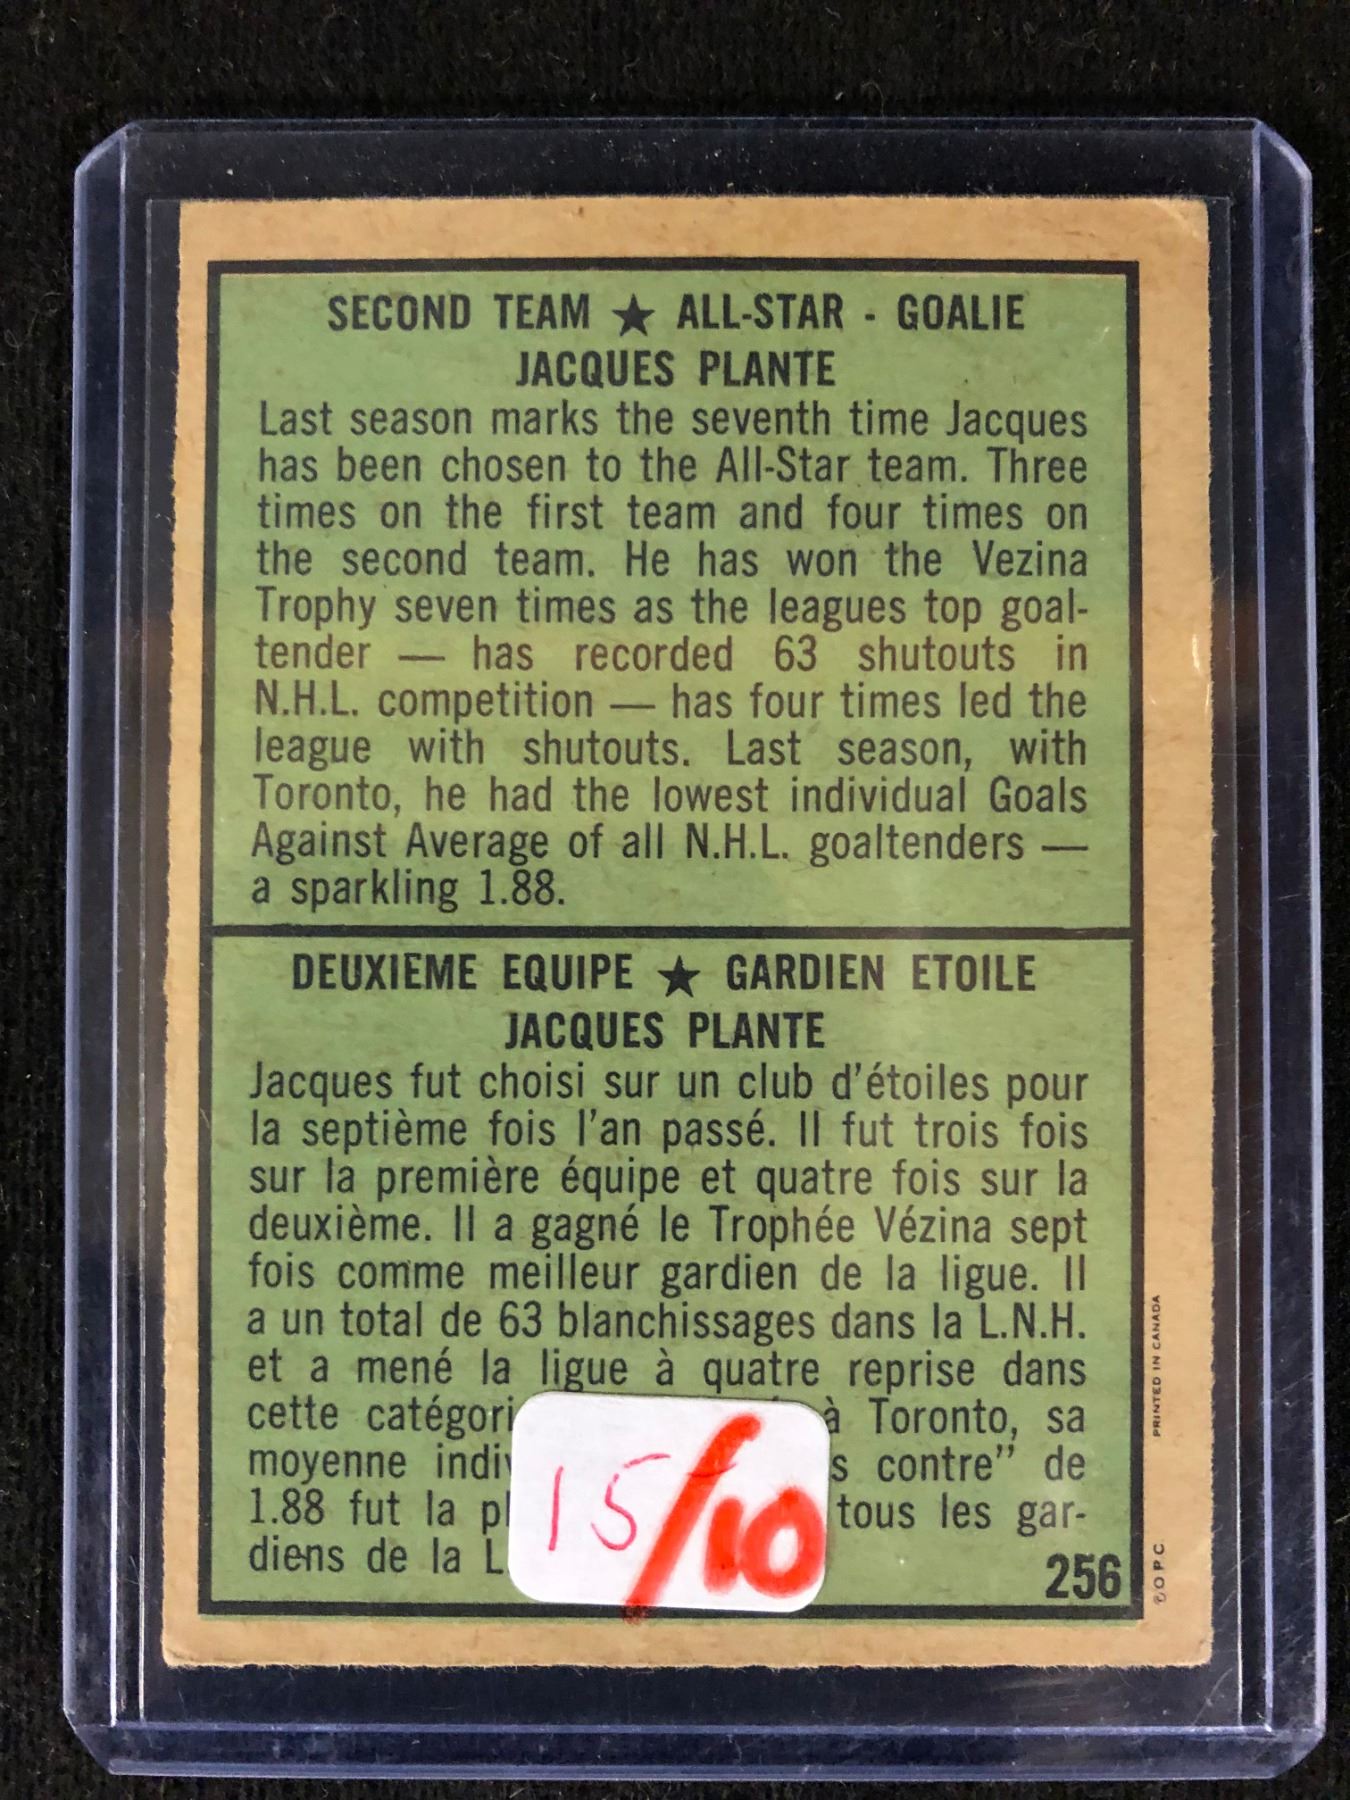 SECOND TEAM ★ ALL-STAR - GOALIE
JACQUES PLANTE
Last season marks the seventh time Jacques
has been chosen to the All-Star team. Three
times on the first team and four times on
the second team. He has won the Vezina
Trophy seven times as the leagues top goal-
tender — has recorded 63 shutouts in
N.H.L. competition — has four times led the
league with shutouts. Last season, with
Toronto, he had the lowest individual Goals
Against Average of all N.H.L. goaltenders —
a sparkling 1.88.
DEUXIEME EQUIPE ★ GARDIEN ETOILE
JACQUES PLANTE
Jacques fut choisi sur un club d'étoiles pour
la septième fois l'an passé. Il fut trois fois
sur la première équipe et quatre fois sur la
deuxième. Il a gagné le Trophée Vézina sept
fois comme meilleur gardien de la ligue. Il
a un total de 63 blanchissages dans la L.N.H.
et a mené la ligue à quatre reprise dans
cette à Toronto, sa
moyenne contre" de
1.88 fut la tous les gar-
diens de la
15/10
256
PRINTED IN CANADA
© O.P.C.